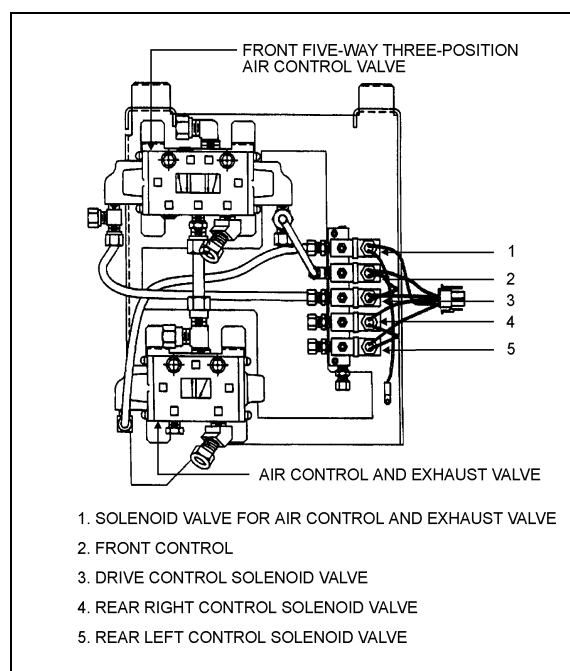 FRONT FIVE-WAY THREE-POSITION
AIR CONTROL VALVE
1
2
3
4
5
AIR CONTROL AND EXHAUST VALVE
1. SOLENOID VALVE FOR AIR CONTROL AND EXHAUST VALVE
2. FRONT CONTROL
3. DRIVE CONTROL SOLENOID VALVE
4. REAR RIGHT CONTROL SOLENOID VALVE
5. REAR LEFT CONTROL SOLENOID VALVE